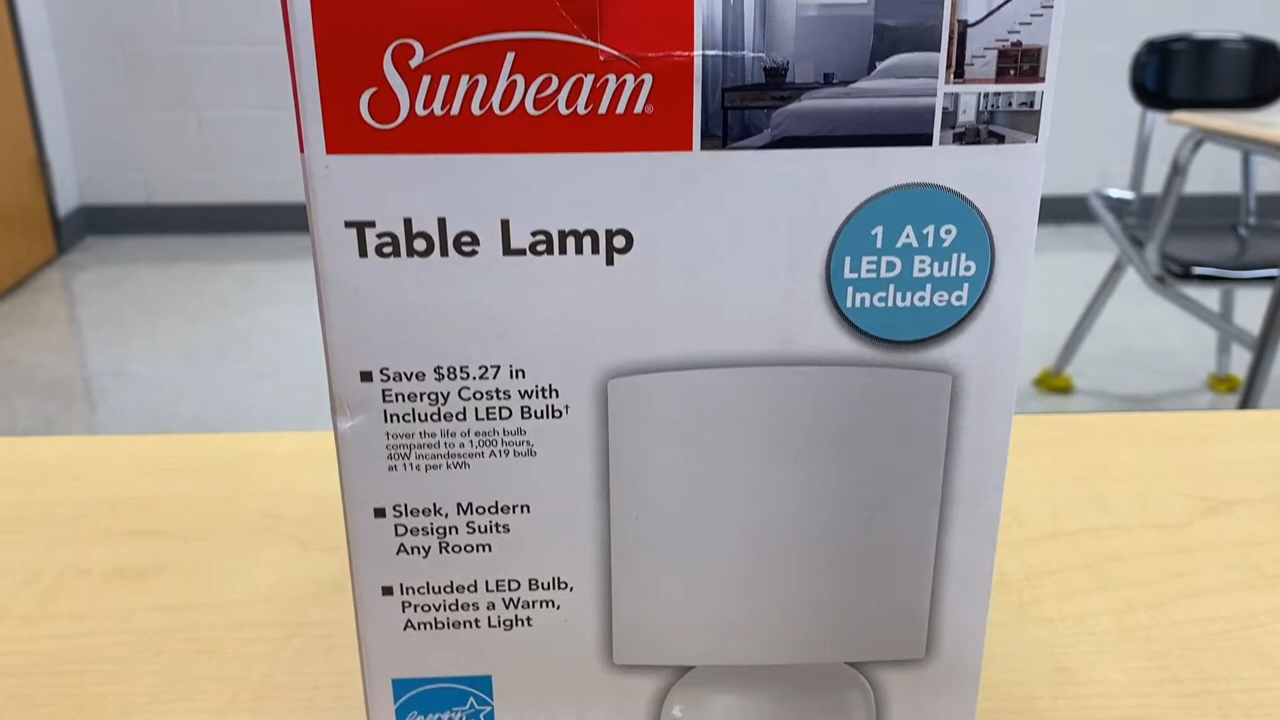 Sunbeam®
Table Lamp
1 A19
LED Bulb
Included
■ Save $85.27 in
Energy Costs with
Included LED Bulb†
†over the life of each bulb
compared to a 1,000 hours,
40W incandescent A19 bulb
at 11¢ per kWh
■ Sleek, Modern
Design Suits
Any Room
■ Included LED Bulb,
Provides a Warm,
Ambient Light
energy